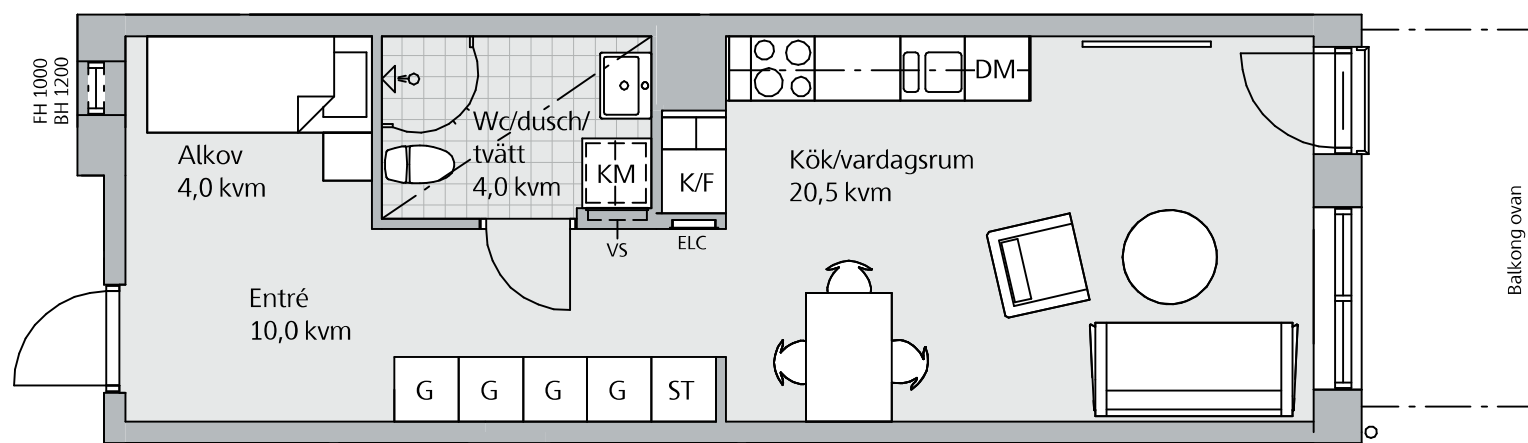 FH 1000
BH 1200
Alkov
4,0 kvm
Wc/dusch/
tvätt
4,0 kvm
KM
VS
K/F
ELC
DM
Kök/vardagsrum
20,5 kvm
Entré
10,0 kvm
G
G
G
G
ST
Balkong ovan